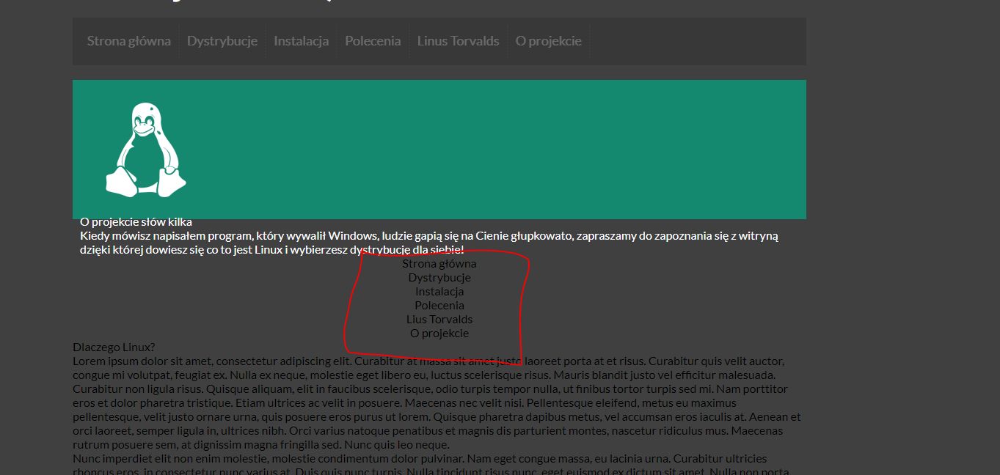 Strona główna Dystrybucje Instalacja Polecenia Linus Torvalds O projekcie
O projekcie słów kilka
Kiedy mówisz napisałem program, który wywalił Windows, ludzie gapią się na Cienie głupkowato, zapraszamy do zapoznania się z witryną
dzięki której dowiesz się co to jest Linux i wybierzesz dystrybucję dla siebie!
Strona główna
Dystrybucje
Instalacja
Polecenia
Lius Torvalds
O projekcie
Dlaczego Linux?
Lorem ipsum dolor sit amet, consectetur adipiscing elit. Curabitur at massa sit amet justo laoreet porta at et risus. Curabitur quis velit auctor,
congue mi volutpat, feugiat ex. Nulla ex neque, molestie eget libero eu, luctus scelerisque risus. Mauris blandit justo vel efficitur malesuada.
Curabitur non ligula risus. Quisque aliquam, elit in faucibus scelerisque, odio turpis tempor nulla, ut finibus tortor turpis sed mi. Nam porttitor
eros et dolor pharetra tristique. Etiam ultrices ac velit in posuere. Maecenas nec velit nisi. Pellentesque eleifend, metus eu maximus
pellentesque, velit justo ornare urna, quis posuere eros purus ut lorem. Quisque pharetra dapibus metus, vel accumsan eros iaculis at. Aenean et
orci laoreet, semper ligula in, ultrices nibh. Orci varius natoque penatibus et magnis dis parturient montes, nascetur ridiculus mus. Maecenas
rutrum posuere sem, at dignissim magna fringilla sed. Nunc quis leo neque.
Nunc imperdiet elit non enim molestie, molestie condimentum dolor pulvinar. Nam eget congue massa, eu lacinia urna. Curabitur ultricies
rhoncus eros, in consectetur nunc varius at. Duis quis nunc turpis. Nulla tincidunt risus nunc, eget euismod ex dictum sit amet. Nulla non porta